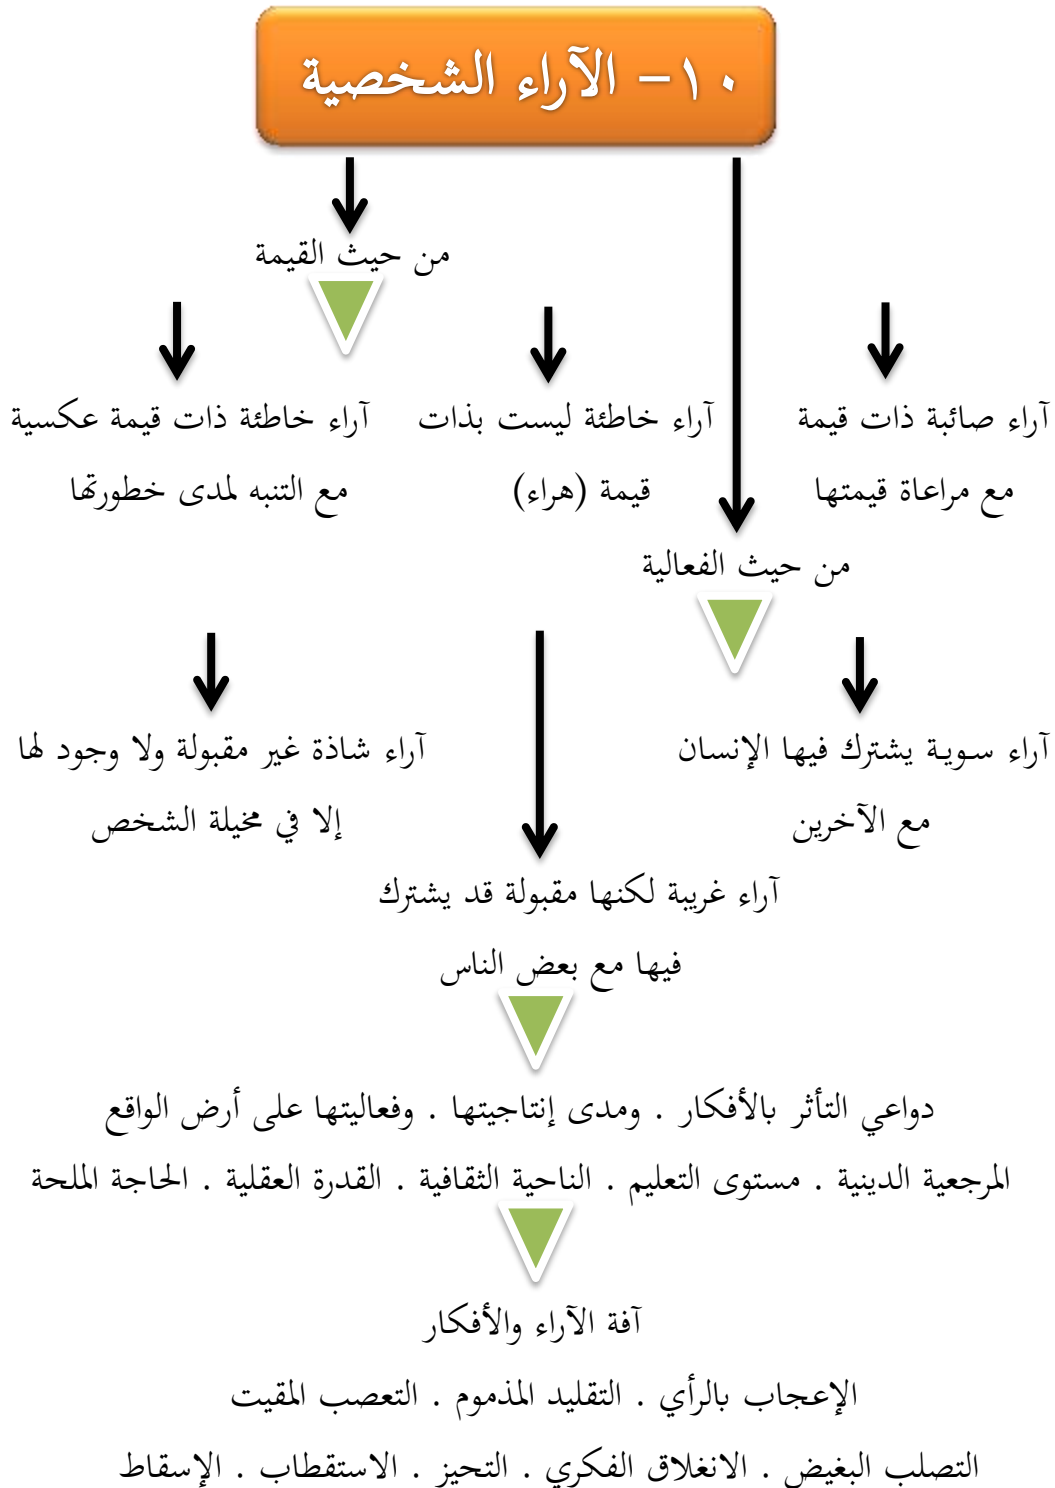 ١٠- الآراء الشخصية
من حيث القيمة
آراء صائبة ذات قيمة
مع مراعاة قيمتها
آراء خاطئة ليست بذات
قيمة (هراء)
آراء خاطئة ذات قيمة عكسية
مع التنبه لمدى خطورتها
من حيث الفعالية
آراء سوية يشترك فيها الإنسان
مع الآخرين
آراء شاذة غير مقبولة ولا وجود لها
إلا في مخيلة الشخص
آراء غريبة لكنها مقبولة قد يشترك
فيها مع بعض الناس
دواعي التأثر بالأفكار . ومدى إنتاجيتها . وفعاليتها على أرض الواقع
المرجعية الدينية . مستوى التعليم . الناحية الثقافية . القدرة العقلية . الحاجة الملحة
آفة الآراء والأفكار
الإعجاب بالرأي . التقليد المذموم . التعصب المقيت
التصلب البغيض . الانغلاق الفكري . التحيز . الاستقطاب . الإسقاط